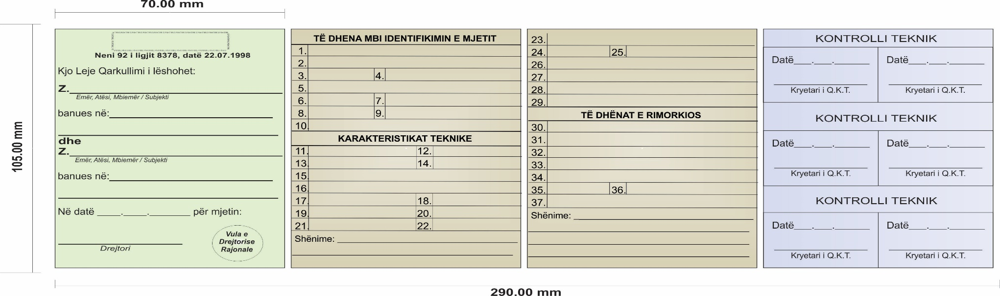 70.00 mm
105.00 mm
Neni 92 i ligjit 8378, datë 22.07.1998
Kjo Leje Qarkullimi i lëshohet:
Z.
Emër, Atësi, Mbiemër / Subjekti
banues në:
dhe
Z.
Emër, Atësi, Mbiemër / Subjekti
banues në:
Në datë ____.____.________ për mjetin:
Drejtori
Vula e
Drejtorise
Rajonale
TË DHENA MBI IDENTIFIKIMIN E MJETIT
1.
2.
3. 4.
5.
6. 7.
8. 9.
10.
KARAKTERISTIKAT TEKNIKE
11. 12.
13. 14.
15.
16.
17. 18.
19. 20.
21. 22.
Shënime:
23.
24. 25.
26.
27.
28.
29.
TË DHËNAT E RIMORKIOS
30.
31.
32.
33.
34.
35. 36.
37.
Shënime:
KONTROLLI TEKNIK
Datë___.___.______ Datë___.___.______
Kryetari i Q.K.T. Kryetari i Q.K.T.
KONTROLLI TEKNIK
Datë___.___.______ Datë___.___.______
Kryetari i Q.K.T. Kryetari i Q.K.T.
KONTROLLI TEKNIK
Datë___.___.______ Datë___.___.______
Kryetari i Q.K.T. Kryetari i Q.K.T.
290.00 mm